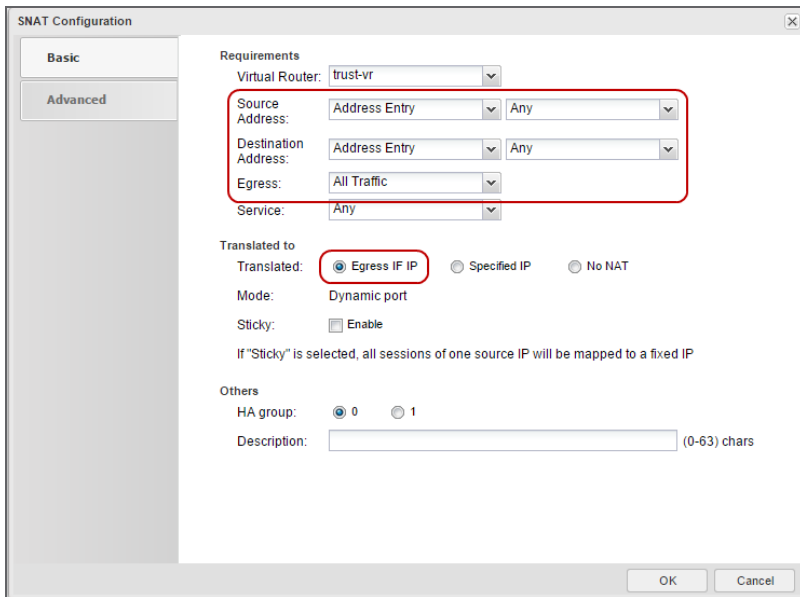 SNAT Configuration
Basic
Advanced
Requirements
Virtual Router: trust-vr
Source Address: Address Entry Any
Destination Address: Address Entry Any
Egress: All Traffic
Service: Any
Translated to
Translated: Egress IF IP Specified IP No NAT
Mode: Dynamic port
Sticky: Enable
If "Sticky" is selected, all sessions of one source IP will be mapped to a fixed IP
Others
HA group: 0 1
Description: (0-63) chars
OK Cancel